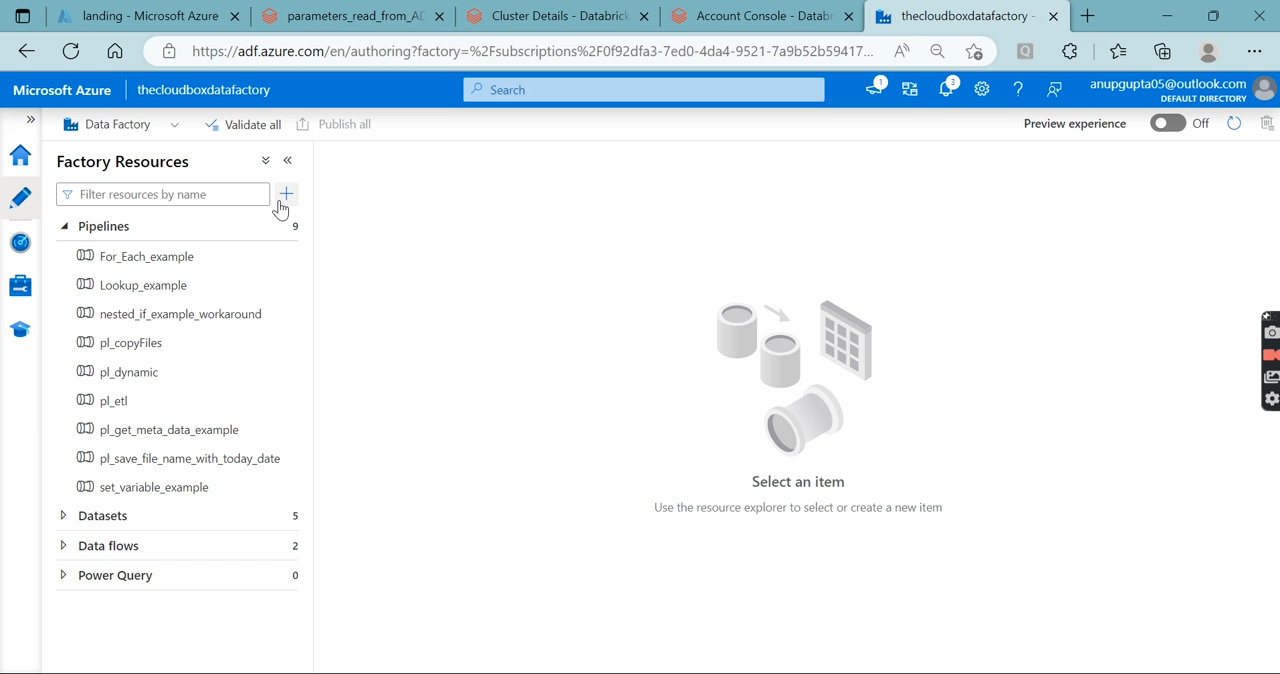 landing - Microsoft Azure
parameters_read_from_AD
Cluster Details - Databrick
Account Console - Datab
thecloudboxdatafactory -
https://adf.azure.com/en/authoring?factory=%2Fsubscriptions%2F0f92dfa3-7ed0-4da4-9521-7a9b52b59417...
Microsoft Azure
thecloudboxdatafactory
Search
1
3
anupgupta05@outlook.com
DEFAULT DIRECTORY
Data Factory
Validate all
Publish all
Preview experience
Off
Factory Resources
Filter resources by name
Pipelines 9
For_Each_example
Lookup_example
nested_if_example_workaround
pl_copyFiles
pl_dynamic
pl_etl
pl_get_meta_data_example
pl_save_file_name_with_today_date
set_variable_example
Datasets 5
Data flows 2
Power Query 0
Select an item
Use the resource explorer to select or create a new item